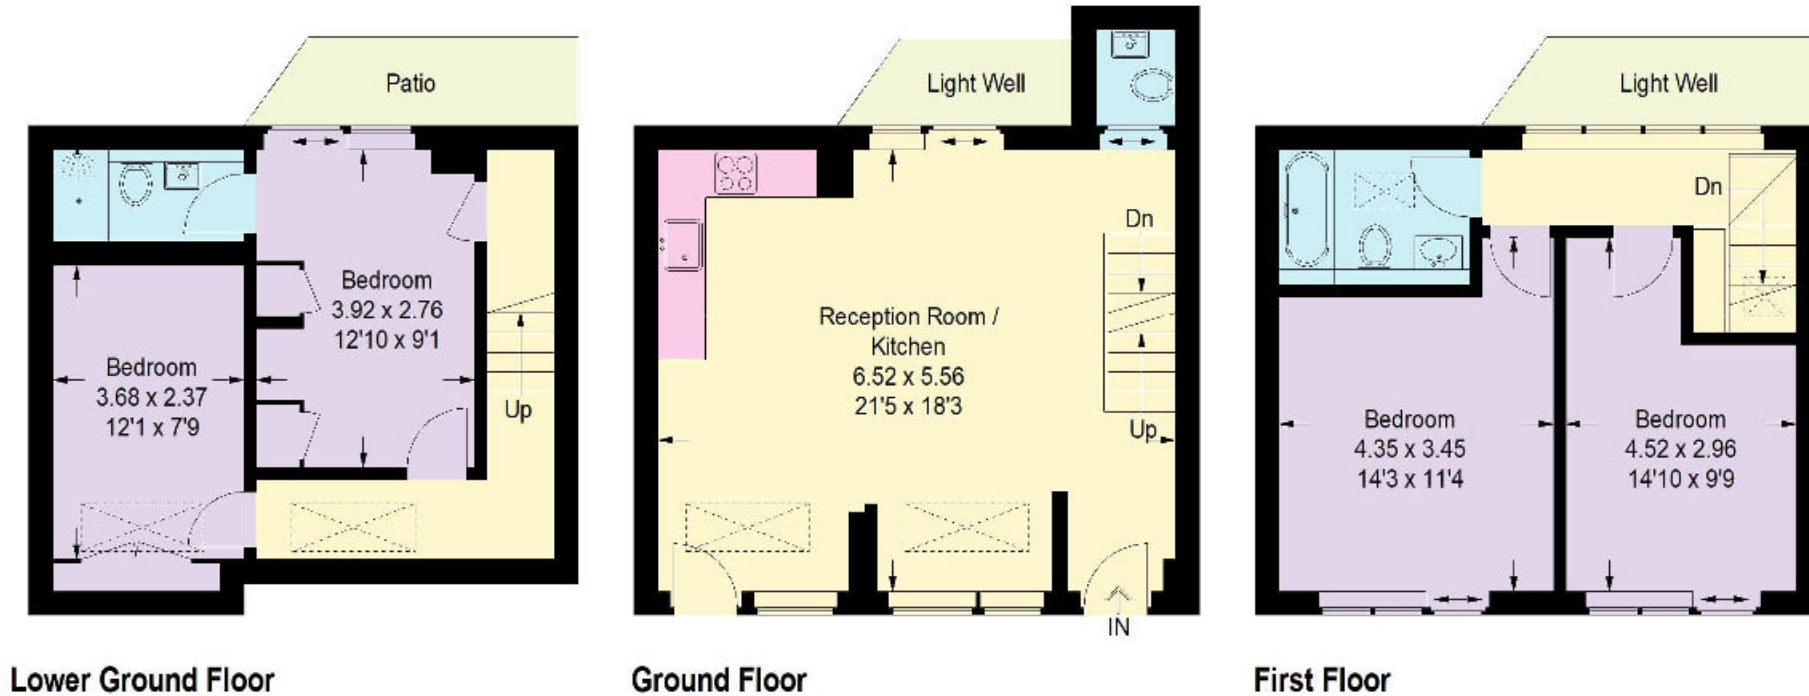 Patio
Bedroom
3.92 x 2.76
12'10 x 9'1
Bedroom
3.68 x 2.37
12'1 x 7'9
Up
Lower Ground Floor
Light Well
Dn
Reception Room /
Kitchen
6.52 x 5.56
21'5 x 18'3
Up
IN
Ground Floor
Light Well
Dn
Bedroom
4.35 x 3.45
14'3 x 11'4
Bedroom
4.52 x 2.96
14'10 x 9'9
First Floor